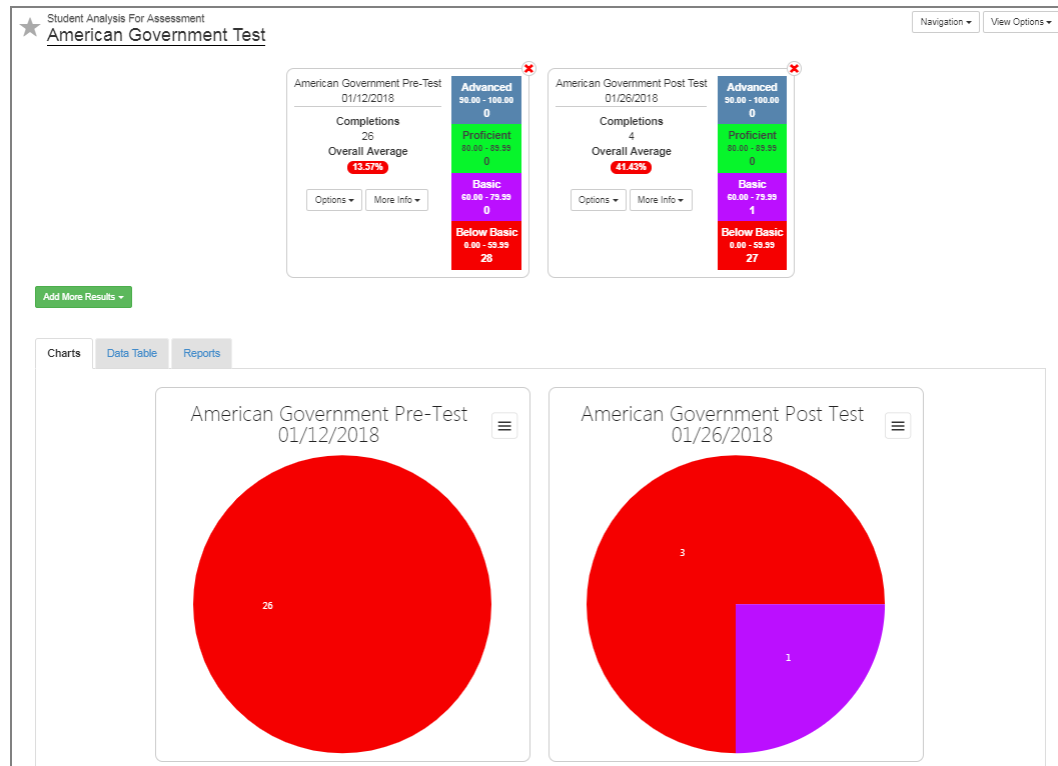 Student Analysis For Assessment
American Government Test
Navigation
View Options
American Government Pre-Test
01/12/2018
Completions
26
Overall Average
13.57%
Options
More Info
Advanced
90.00 - 100.00
0
Proficient
80.00 - 89.99
0
Basic
60.00 - 79.99
0
Below Basic
0.00 - 59.99
28
American Government Post Test
01/26/2018
Completions
4
Overall Average
41.43%
Options
More Info
Advanced
90.00 - 100.00
0
Proficient
80.00 - 89.99
0
Basic
60.00 - 79.99
1
Below Basic
0.00 - 59.99
27
Add More Results
Charts
Data Table
Reports
American Government Pre-Test
01/12/2018
26
American Government Post Test
01/26/2018
3
1